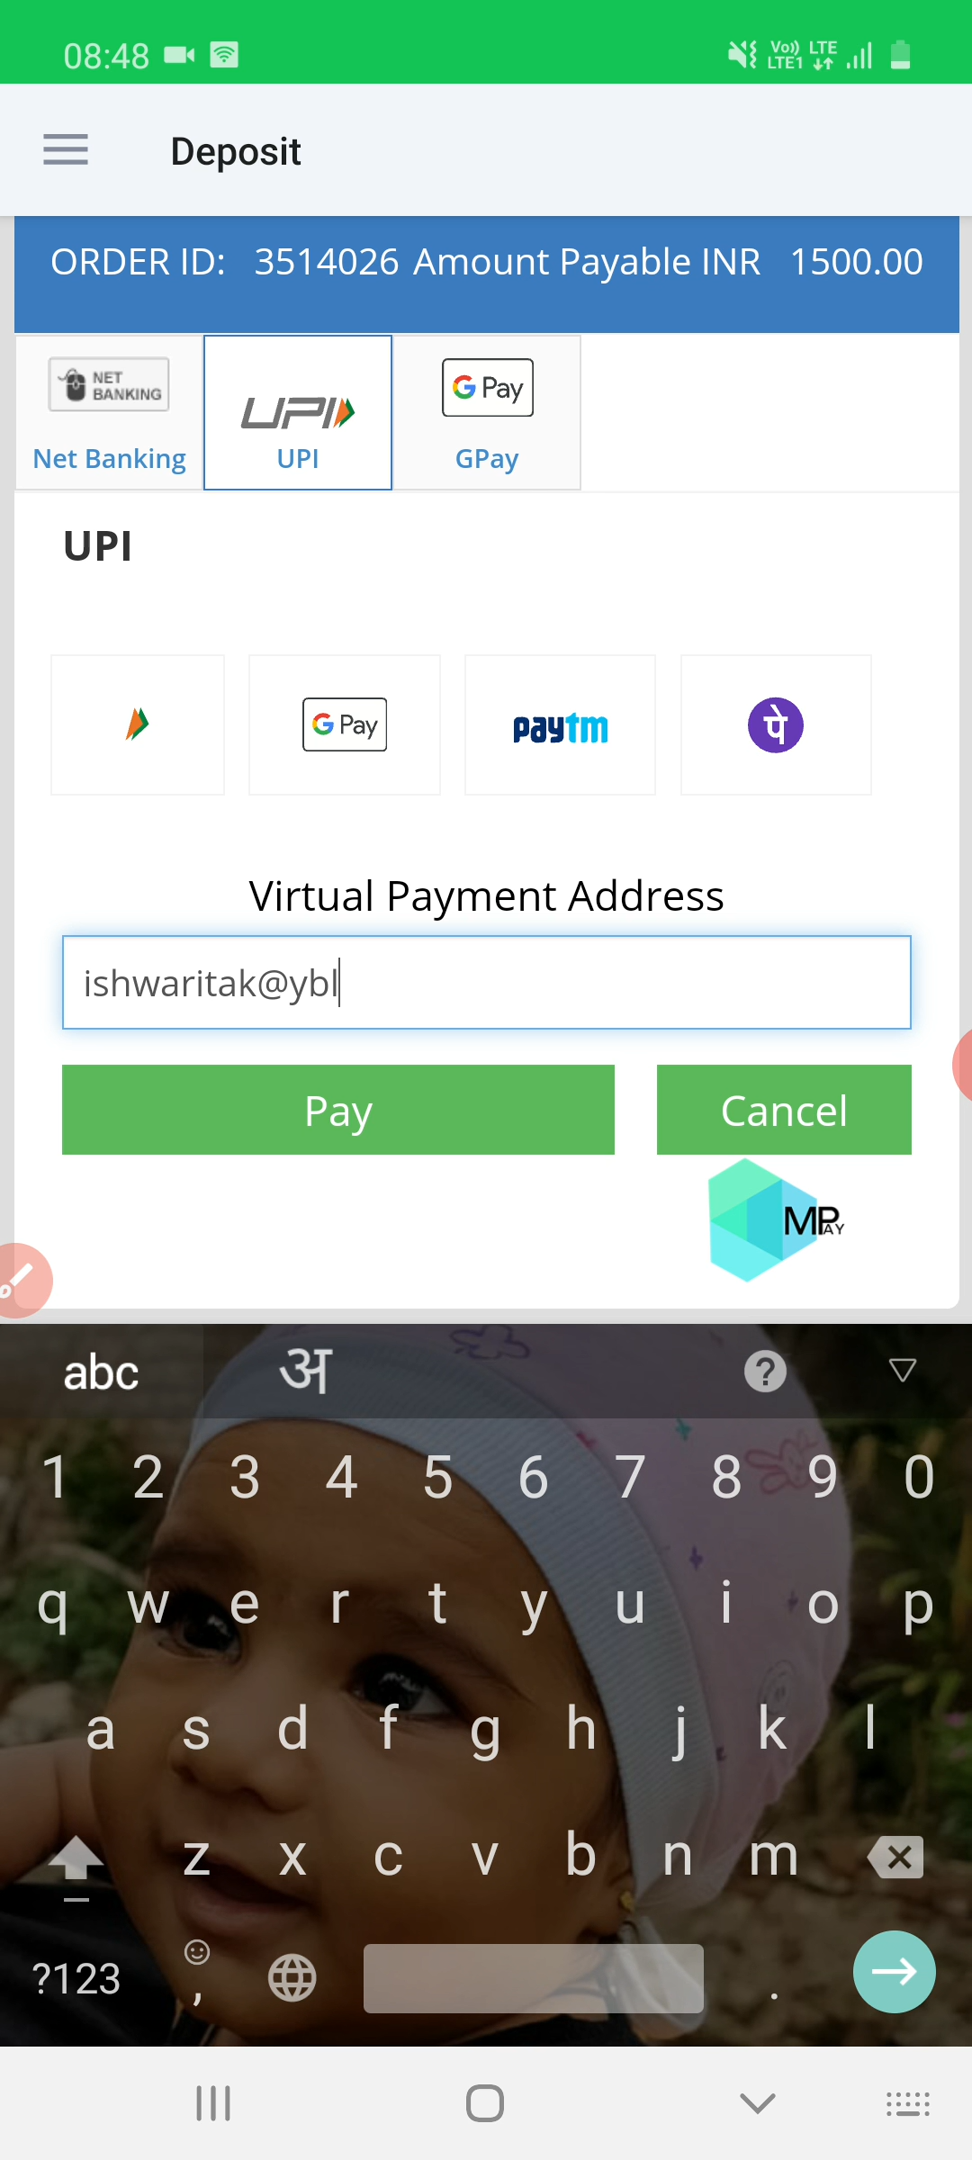 08:48 Vo)) LTE LTE1
Deposit
ORDER ID: 3514026 Amount Payable INR 1500.00
NET BANKING
UPI
G Pay
Net Banking UPI GPay
UPI
G Pay paytm पे
Virtual Payment Address
ishwaritak@ybl
Pay Cancel
MPAY
abc अ ?
1 2 3 4 5 6 7 8 9 0
q w e r t y u i o p
a s d f g h j k l
z x c v b n m
?123 , .